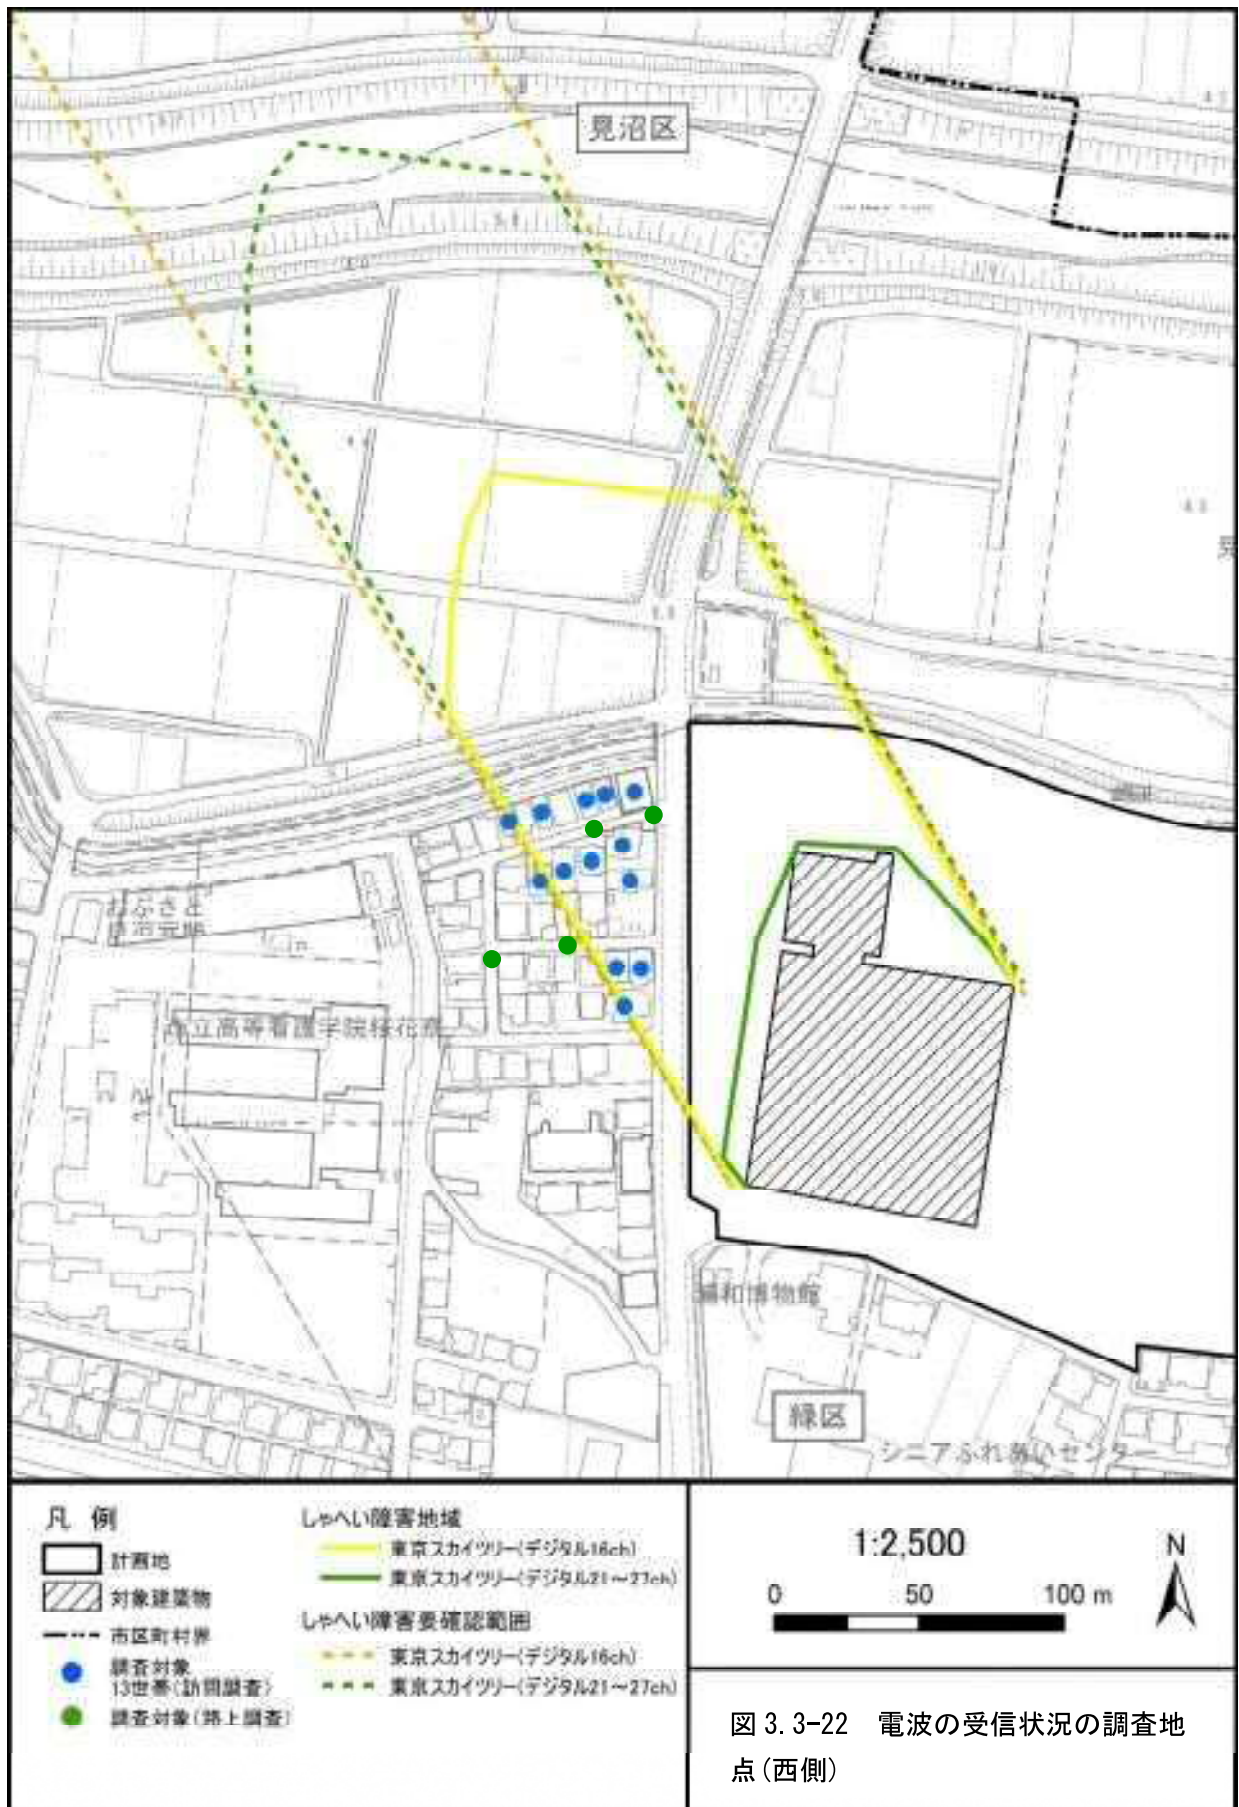 見沼区
市立高等看護学院桜花寮
浦和博物館
緑区
シニアふれあいセンター
凡 例
計画地
対象建築物
市区町村界
調査対象
13世帯(訪問調査)
調査対象(路上調査)
しゃへい障害地域
東京スカイツリー(デジタル16ch)
東京スカイツリー(デジタル21～27ch)
しゃへい障害要確認範囲
東京スカイツリー(デジタル16ch)
東京スカイツリー(デジタル21～27ch)
1:2,500
N
0 50 100 m
図 3.3-22 電波の受信状況の調査地
点(西側)